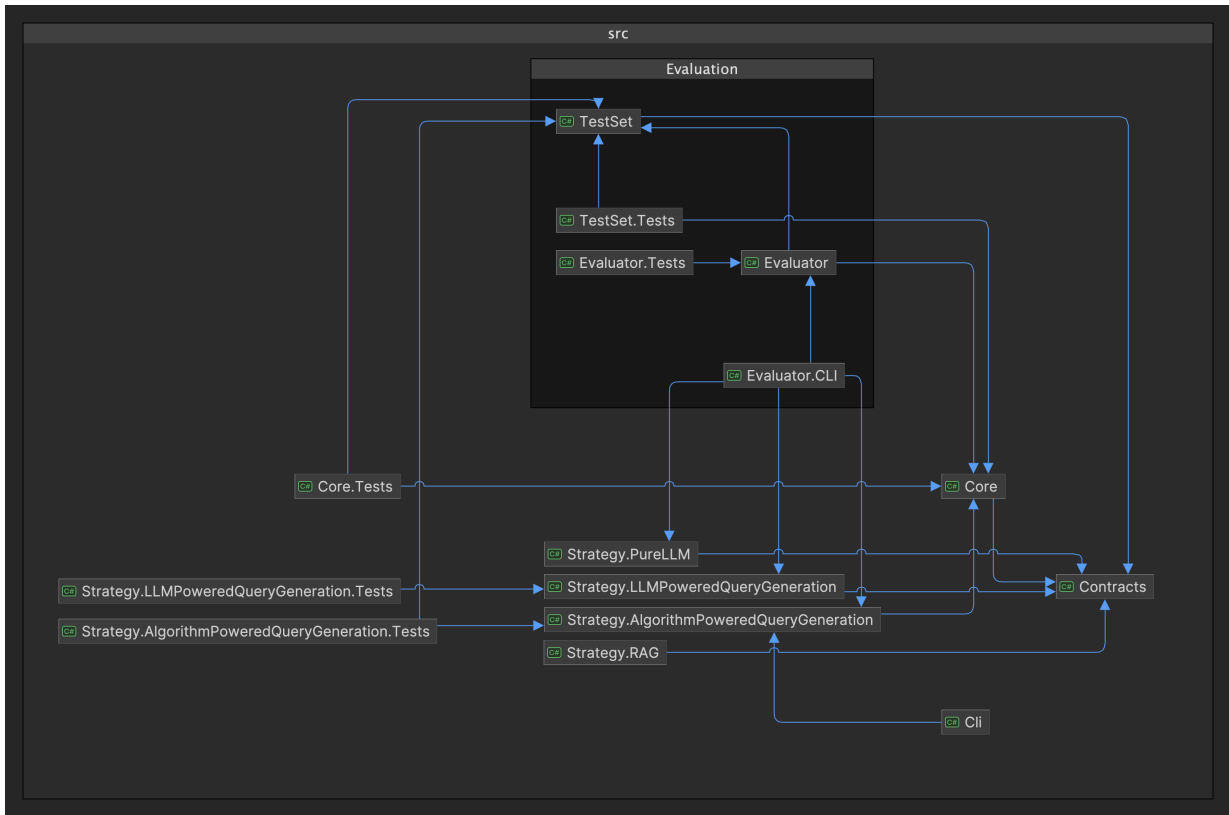 src
Evaluation
C# TestSet
C# TestSet.Tests
C# Evaluator.Tests
C# Evaluator
C# Evaluator.CLI
C# Core.Tests
C# Core
C# Strategy.PureLLM
C# Strategy.LLMPoweredQueryGeneration.Tests
C# Strategy.LLMPoweredQueryGeneration
C# Contracts
C# Strategy.AlgorithmPoweredQueryGeneration.Tests
C# Strategy.AlgorithmPoweredQueryGeneration
C# Strategy.RAG
C# Cli